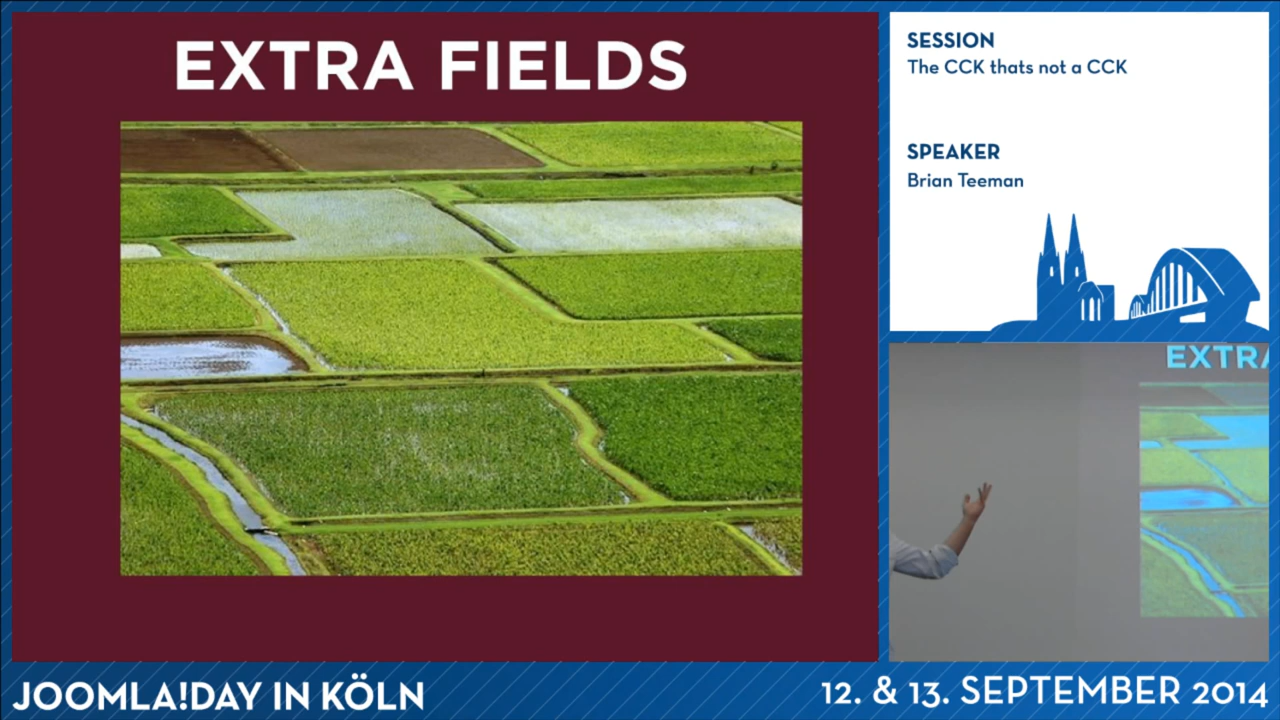 EXTRA FIELDS
SESSION
The CCK thats not a CCK
SPEAKER
Brian Teeman
EXTRA
JOOMLA!DAY IN KÖLN
12. & 13. SEPTEMBER 2014